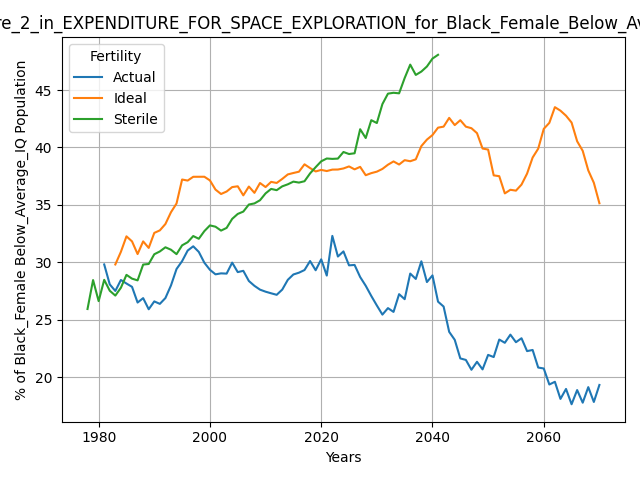 re_2_in_EXPENDITURE_FOR_SPACE_EXPLORATION_for_Black_Female_Below_Av
Fertility
Actual
Ideal
Sterile
% of Black_Female Below_Average_IQ Population
45
40
35
30
25
20
1980
2000
2020
2040
2060
Years